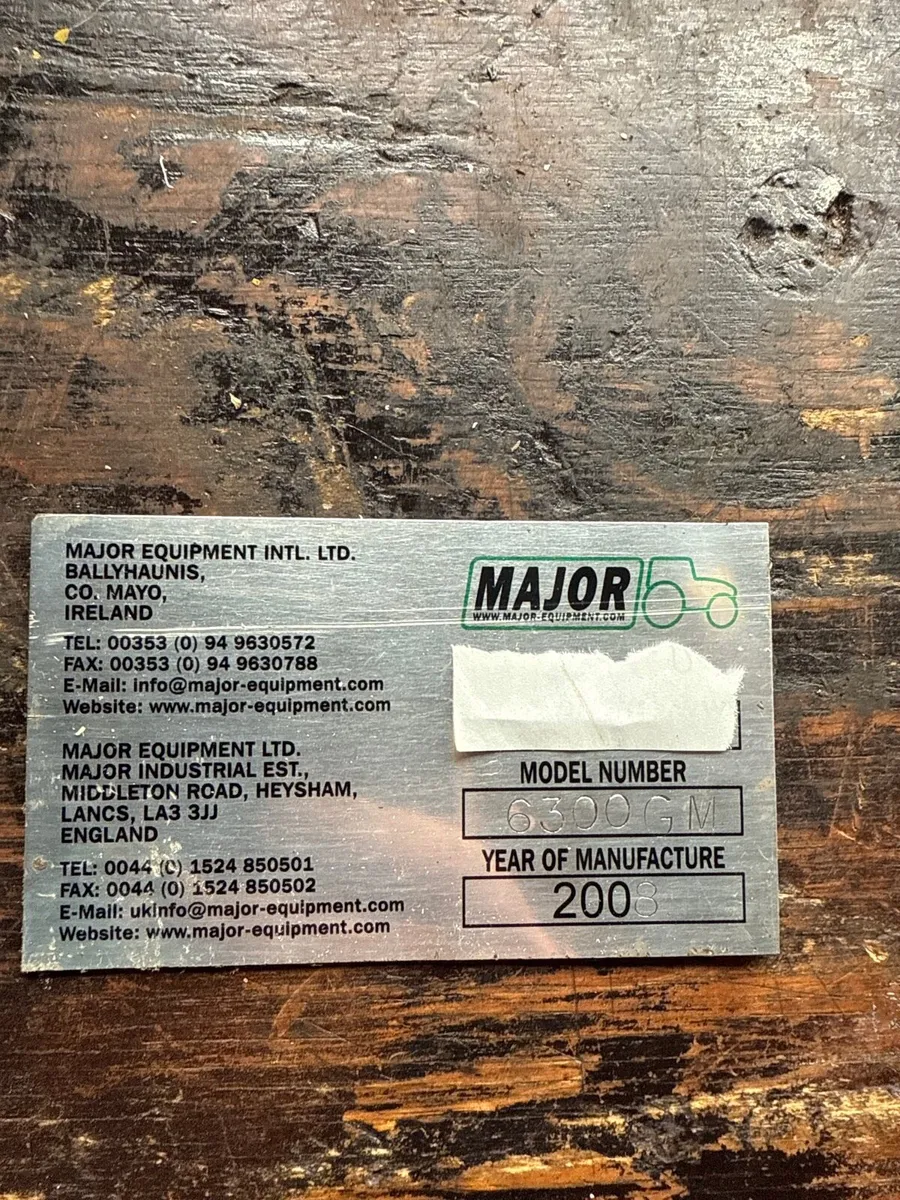 MAJOR EQUIPMENT INTL. LTD.
BALLYHAUNIS,
CO. MAYO,
IRELAND
TEL: 00353 (0) 94 9630572
FAX: 00353 (0) 94 9630788
E-Mail: info@major-equipment.com
Website: www.major-equipment.com
MAJOR EQUIPMENT LTD.
MAJOR INDUSTRIAL EST.,
MIDDLETON ROAD, HEYSHAM,
LANCS, LA3 3JJ
ENGLAND
TEL: 0044 (0) 1524 850501
FAX: 0044 (0) 1524 850502
E-Mail: ukinfo@major-equipment.com
Website: www.major-equipment.com
MAJOR
WWW.MAJOR-EQUIPMENT.COM
MODEL NUMBER
6300GM
YEAR OF MANUFACTURE
2008